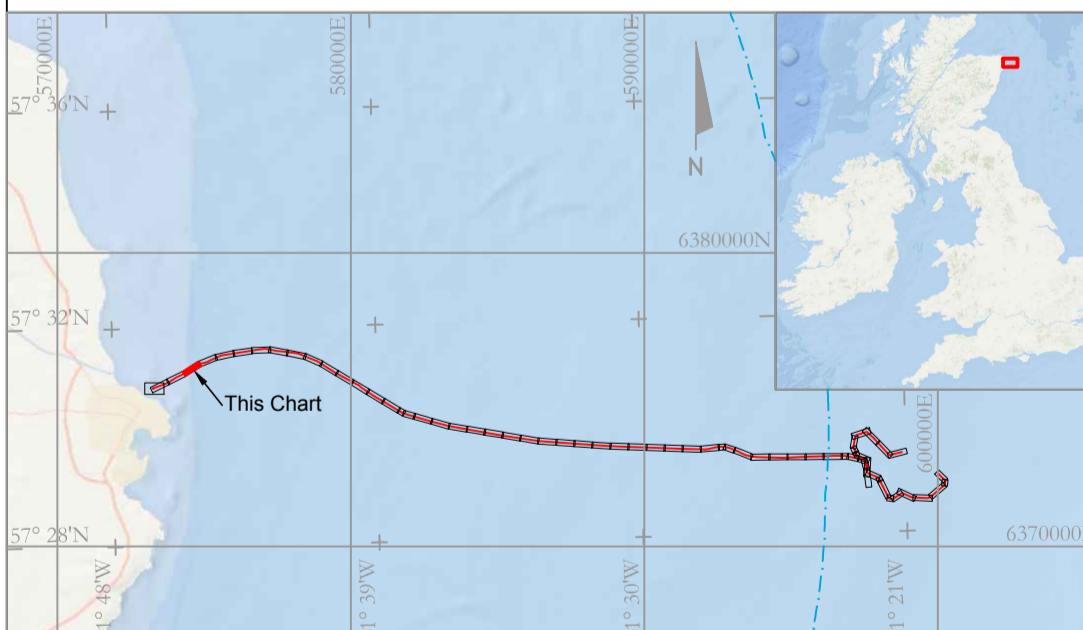 570000E
580000E
590000E
57° 36'N
N
6380000N
57° 32'N
This Chart
600000E
57° 28'N
6370000
1° 48'W
1° 39'W
1° 30'W
1° 21'W